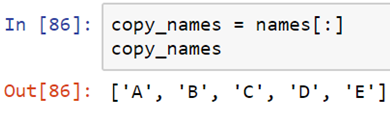 In [86]: copy_names = names[:]
copy_names
Out[86]: ['A', 'B', 'C', 'D', 'E']